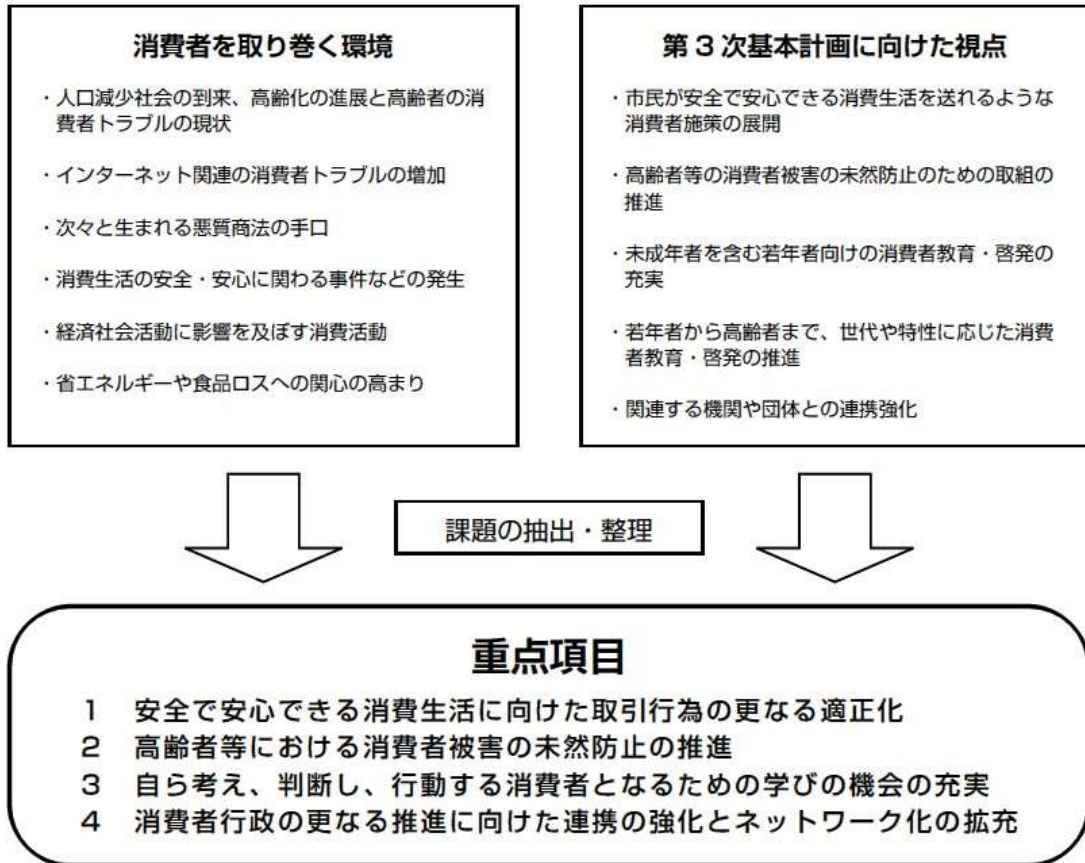 消費者を取り巻く環境
・人口減少社会の到来、高齢化の進展と高齢者の消
費者トラブルの現状
・インターネット関連の消費者トラブルの増加
・次々と生まれる悪質商法の手口
・消費生活の安全・安心に関わる事件などの発生
・経済社会活動に影響を及ぼす消費活動
・省エネルギーや食品ロスへの関心の高まり
第3次基本計画に向けた視点
・市民が安全で安心できる消費生活を送れるような
消費者施策の展開
・高齢者等の消費者被害の未然防止のための取組の
推進
・未成年者を含む若年者向けの消費者教育・啓発の
充実
・若年者から高齢者まで、世代や特性に応じた消費
者教育・啓発の推進
・関連する機関や団体との連携強化
課題の抽出・整理
重点項目
1 安全で安心できる消費生活に向けた取引行為の更なる適正化
2 高齢者等における消費者被害の未然防止の推進
3 自ら考え、判断し、行動する消費者となるための学びの機会の充実
4 消費者行政の更なる推進に向けた連携の強化とネットワーク化の拡充